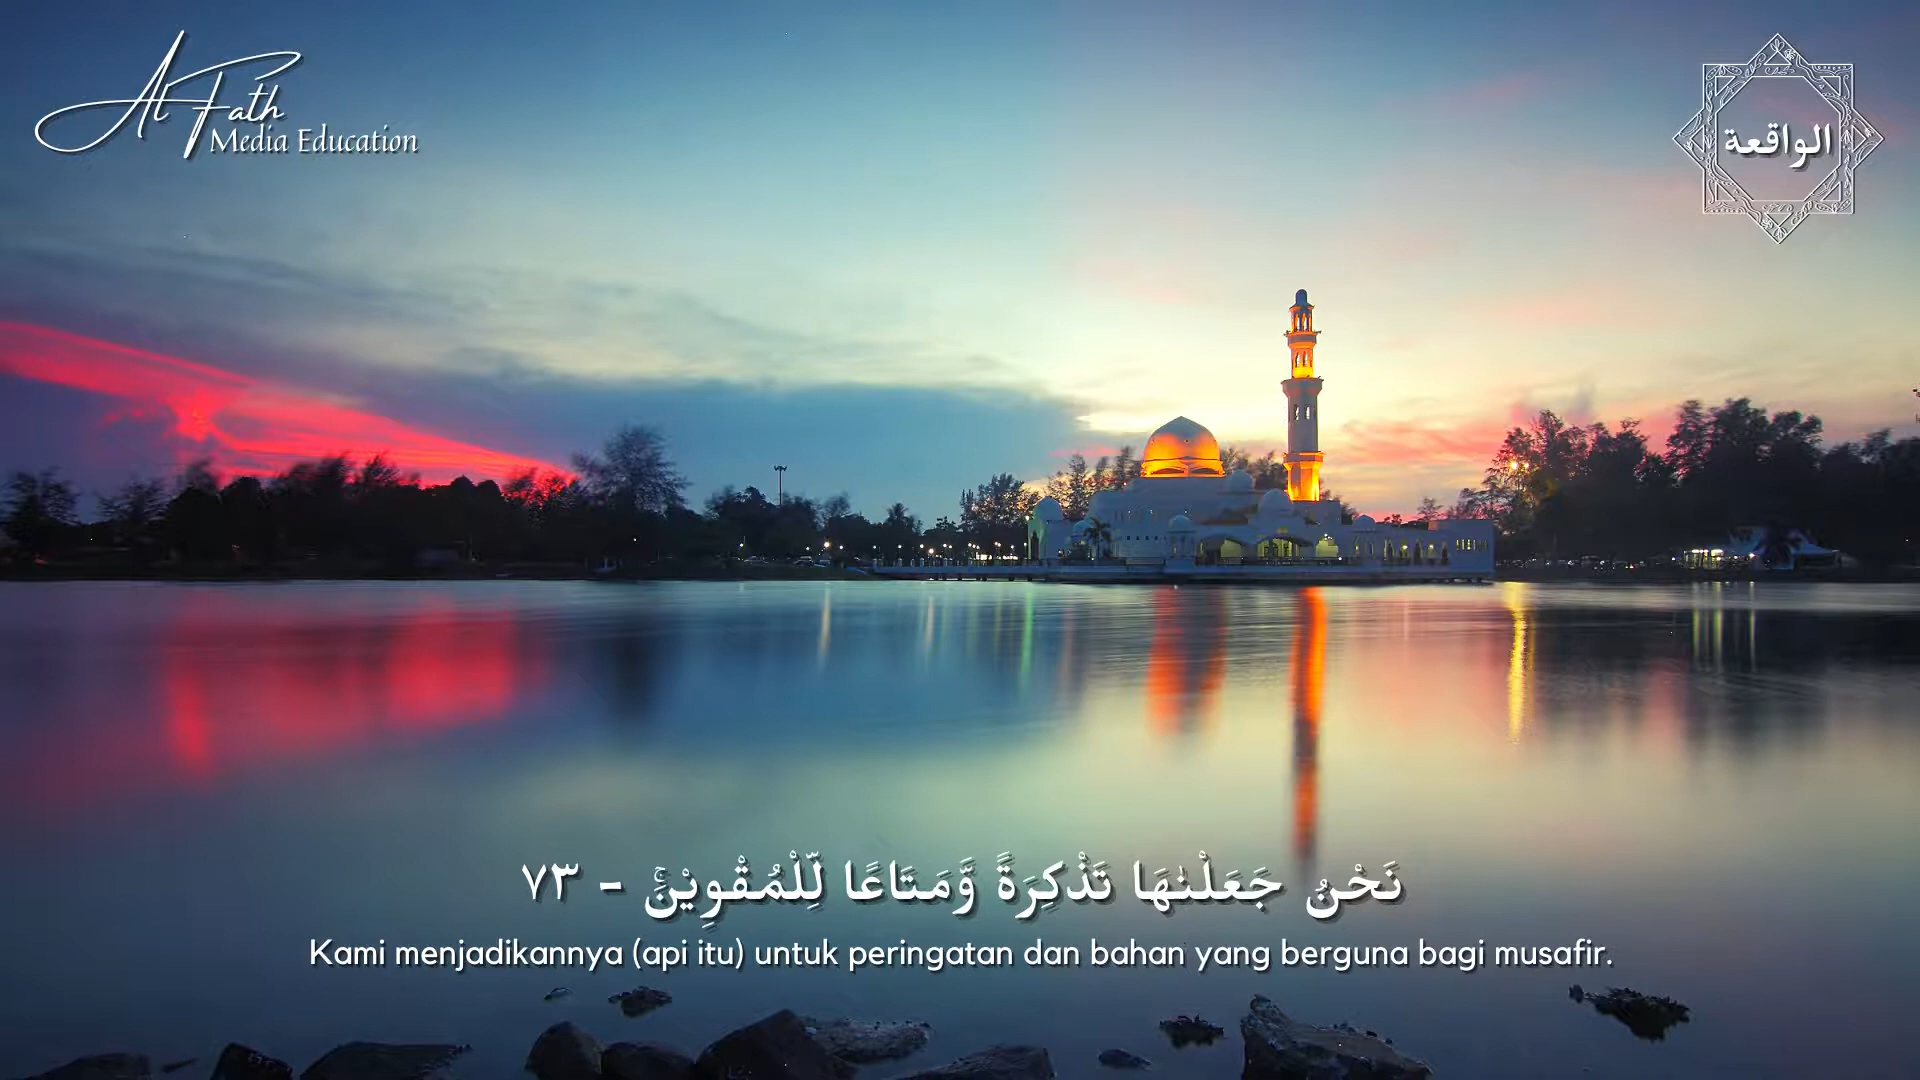 Al Fath
Media Education
الواقعة
نَحْنُ جَعَلْنٰهَا تَذْكِرَةً وَّمَتَاعًا لِّلْمُقْوِيْنَۚ - ٧٣
Kami menjadikannya (api itu) untuk peringatan dan bahan yang berguna bagi musafir.